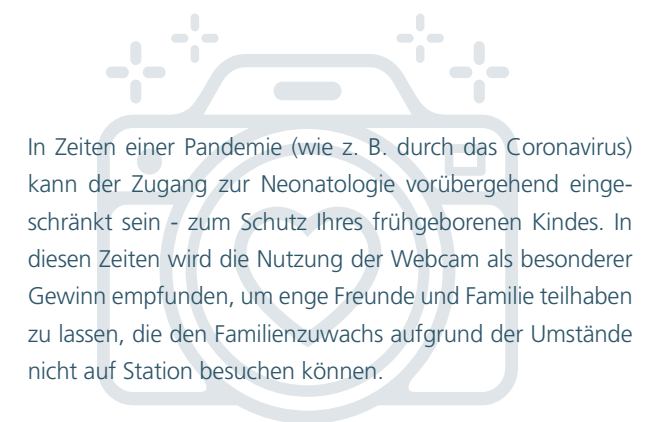 In Zeiten einer Pandemie (wie z. B. durch das Coronavirus)
kann der Zugang zur Neonatologie vorübergehend einge-
schränkt sein - zum Schutz Ihres frühgeborenen Kindes. In
diesen Zeiten wird die Nutzung der Webcam als besonderer
Gewinn empfunden, um enge Freunde und Familie teilhaben
zu lassen, die den Familienzuwachs aufgrund der Umstände
nicht auf Station besuchen können.